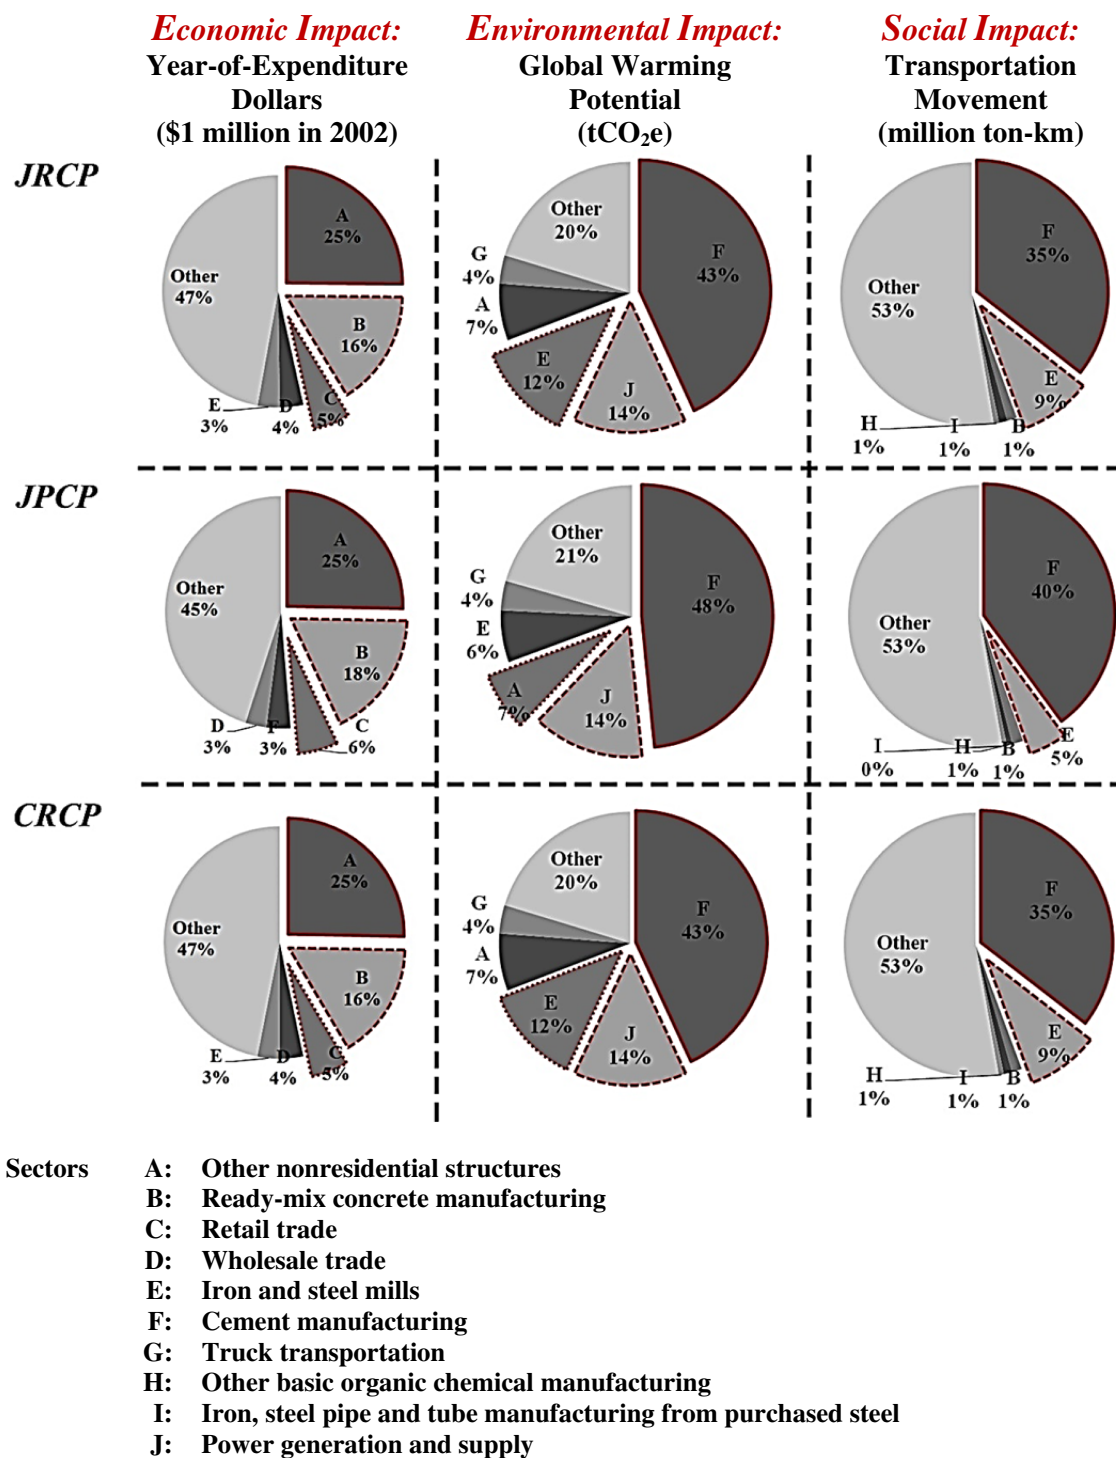 Economic Impact:
Year-of-Expenditure
Dollars
($1 million in 2002)
Environmental Impact:
Global Warming
Potential
(tCO₂e)
Social Impact:
Transportation
Movement
(million ton-km)
JRCP
A
25%
B
16%
C
5%
D
4%
E
3%
Other
47%
F
43%
J
14%
E
12%
A
7%
G
4%
Other
20%
F
35%
E
9%
B
1%
I
1%
H
1%
Other
53%
JPCP
A
25%
B
18%
C
6%
F
3%
D
3%
Other
45%
F
48%
J
14%
A
7%
E
6%
G
4%
Other
21%
F
40%
E
5%
B
1%
H
1%
I
0%
Other
53%
CRCP
A
25%
B
16%
C
5%
D
4%
E
3%
Other
47%
F
43%
J
14%
E
12%
A
7%
G
4%
Other
20%
F
35%
E
9%
B
1%
I
1%
H
1%
Other
53%
Sectors A: Other nonresidential structures
B: Ready-mix concrete manufacturing
C: Retail trade
D: Wholesale trade
E: Iron and steel mills
F: Cement manufacturing
G: Truck transportation
H: Other basic organic chemical manufacturing
I: Iron, steel pipe and tube manufacturing from purchased steel
J: Power generation and supply